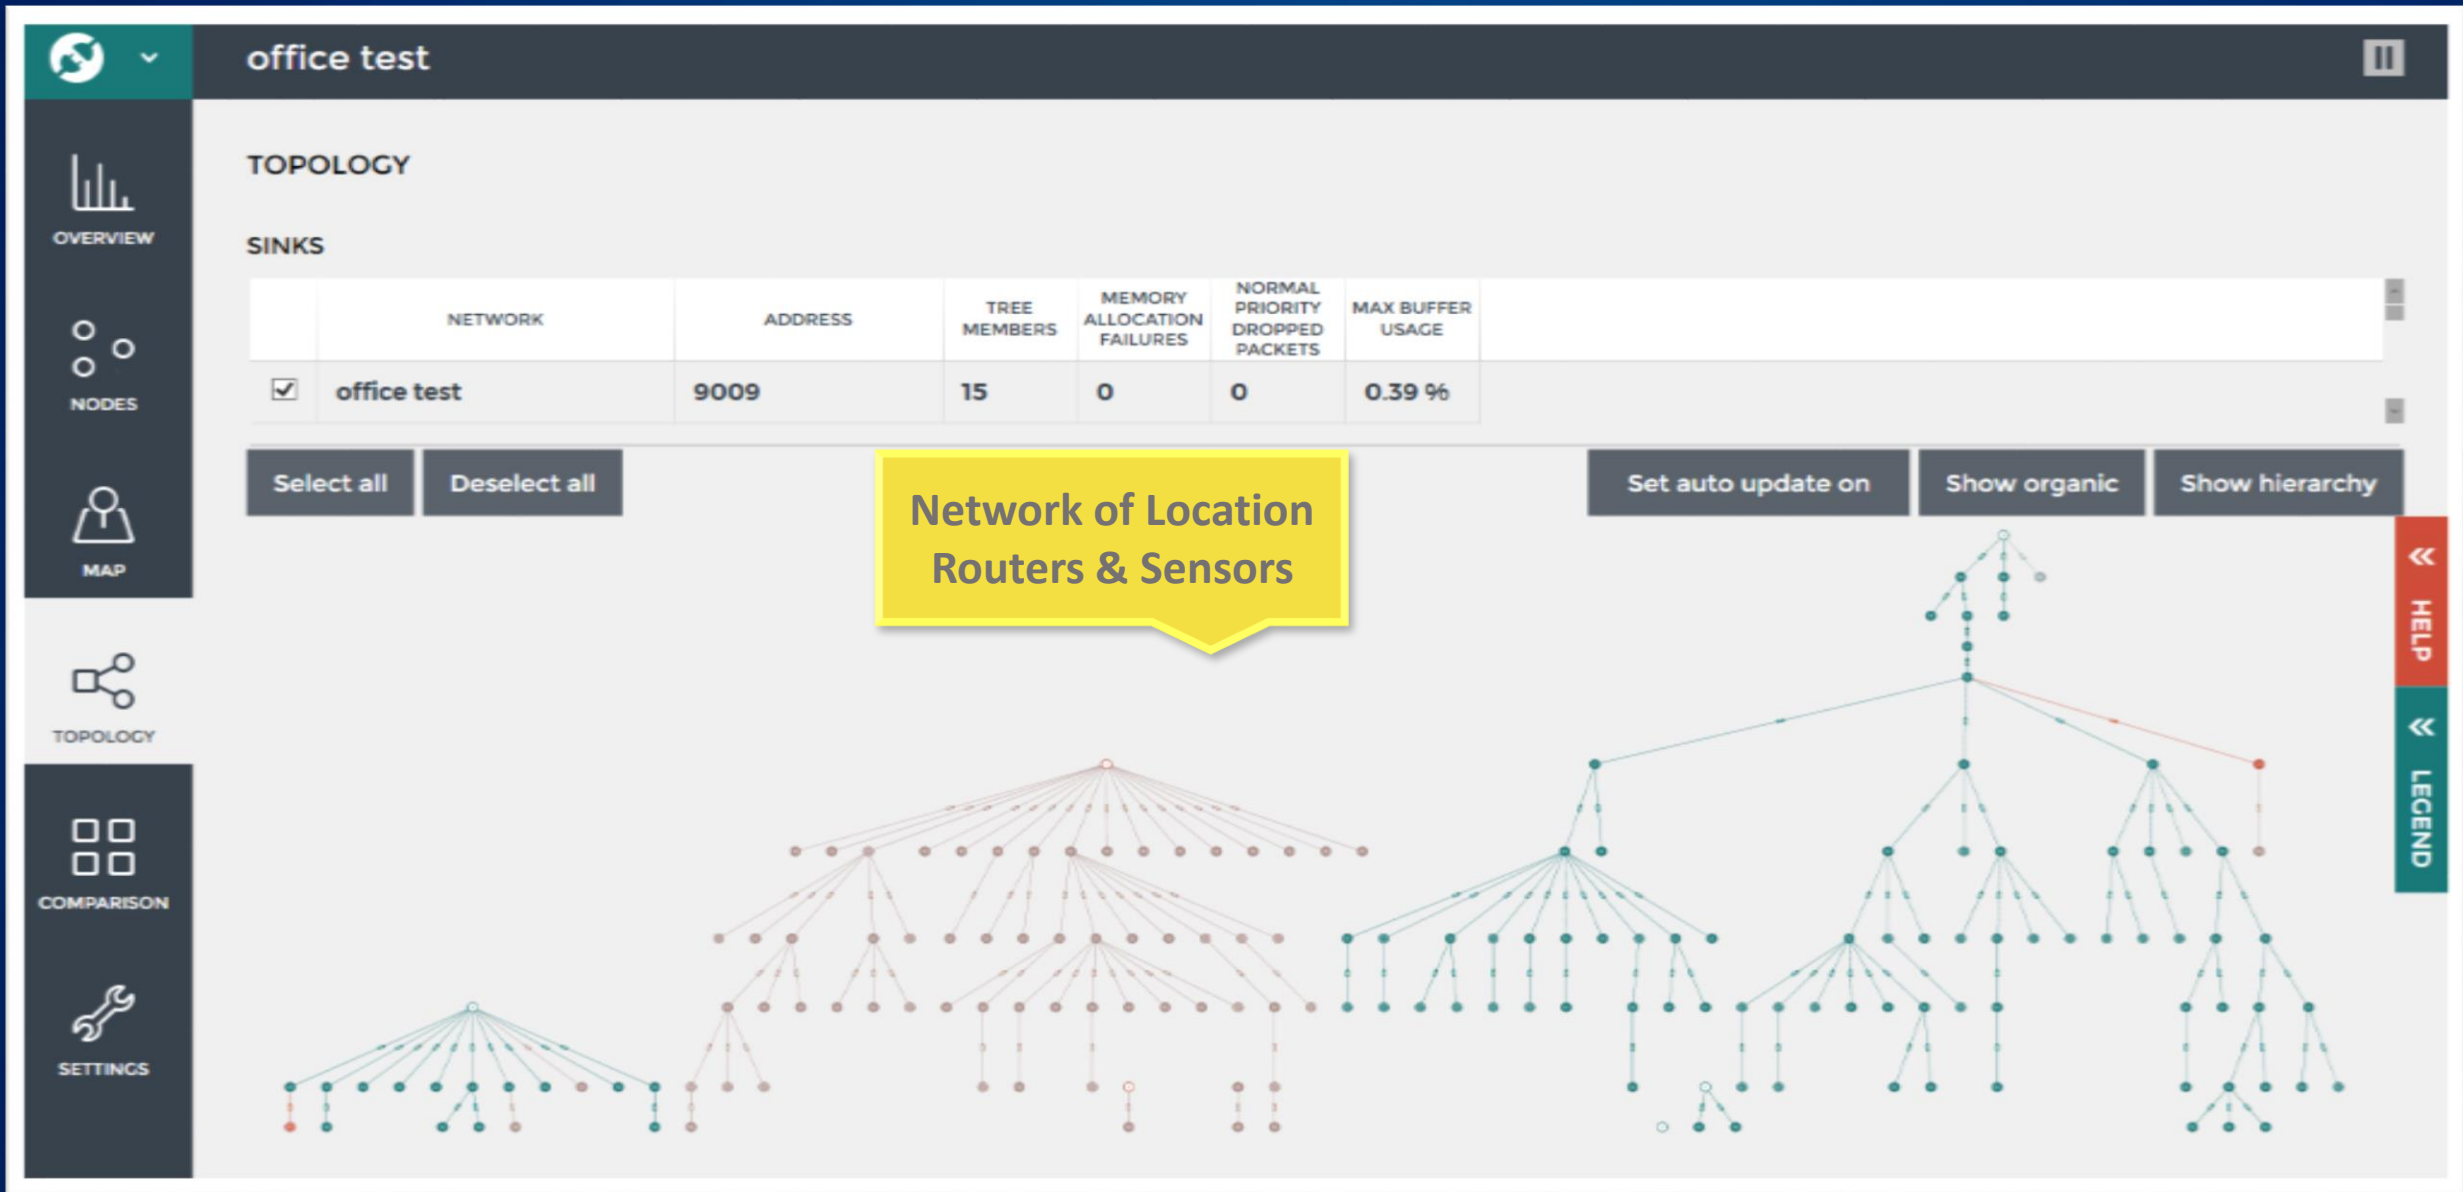 office test
OVERVIEW
NODES
MAP
TOPOLOGY
COMPARISON
SETTINGS
TOPOLOGY
SINKS
NETWORK
ADDRESS
TREE
MEMBERS
MEMORY
ALLOCATION
FAILURES
NORMAL
PRIORITY
DROPPED
PACKETS
MAX BUFFER
USAGE
office test 9009 15 0 0 0.39 %
Select all
Deselect all
Network of Location
Routers & Sensors
Set auto update on
Show organic
Show hierarchy
HELP
LEGEND